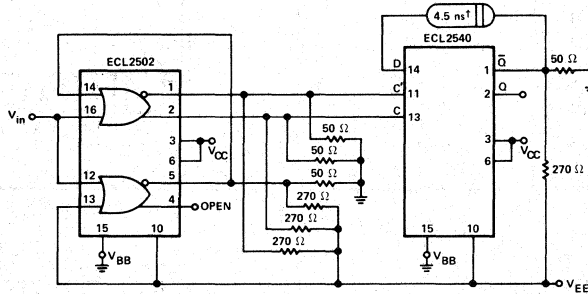 4.5 ns↑
ECL2502
ECL2540
V_in
14
16
1
2
3
6
V_CC
12
13
5
4
OPEN
15
10
V_BB
50 Ω
50 Ω
50 Ω
270 Ω
270 Ω
270 Ω
D
14
C'
11
C
13
1
Q̅
50 Ω
2
Q
3
6
V_CC
270 Ω
15
10
V_BB
V_EE